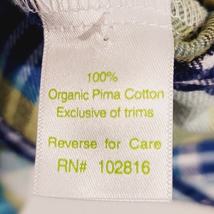 100%
Organic Pima Cotton
Exclusive of trims
Reverse for Care
RN# 102816